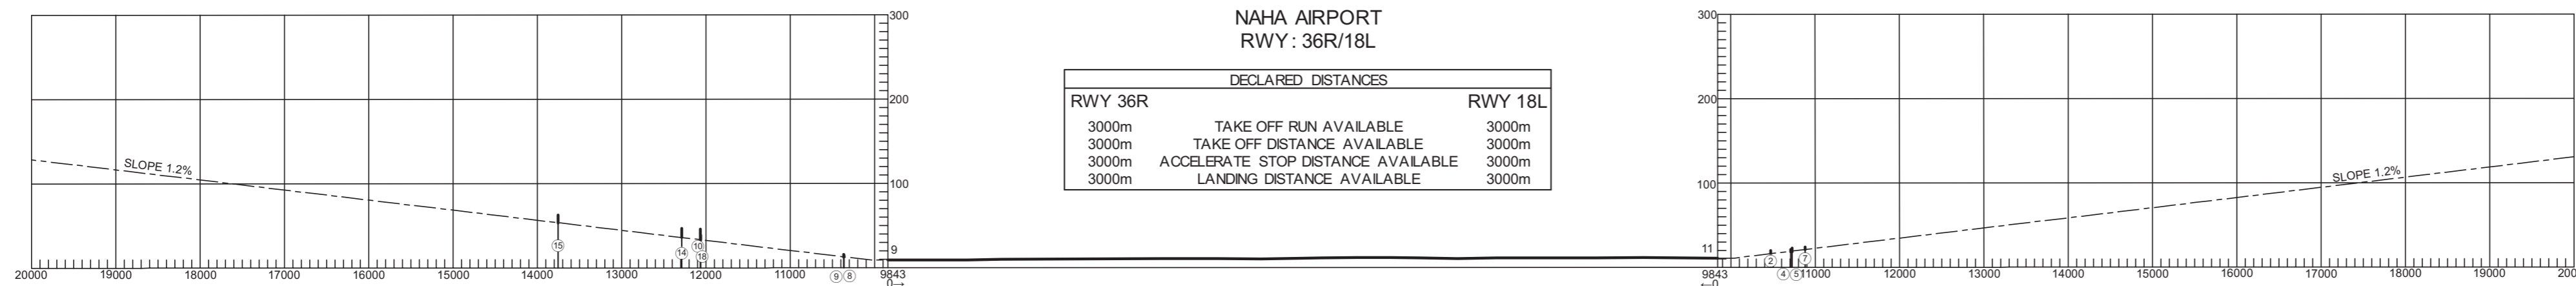 NAHA AIRPORT
RWY : 36R/18L
DECLARED DISTANCES
RWY 36R RWY 18L
3000m TAKE OFF RUN AVAILABLE 3000m
3000m TAKE OFF DISTANCE AVAILABLE 3000m
3000m ACCELERATE STOP DISTANCE AVAILABLE 3000m
3000m LANDING DISTANCE AVAILABLE 3000m
300
200
100
9
SLOPE 1.2%
15
14
10
18
9 8
20000 19000 18000 17000 16000 15000 14000 13000 12000 11000 9843
0→
300
200
100
11
SLOPE 1.2%
2
4
5
7
9843 11000 12000 13000 14000 15000 16000 17000 18000 19000 200
←0